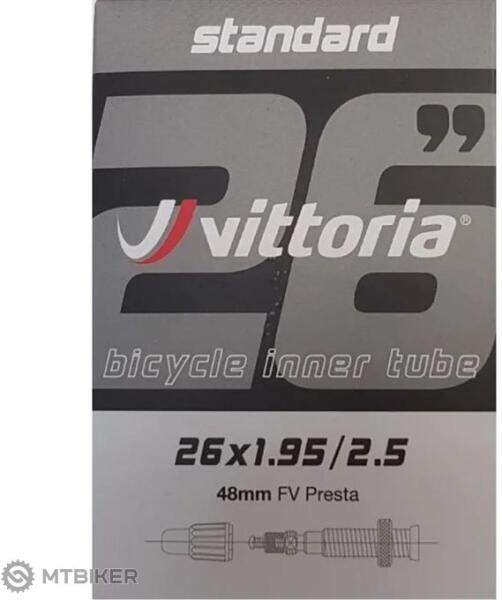 standard
26”
vittoria®
bicycle inner tube
26x1.95/2.5
48mm FV Presta
MTBIKER